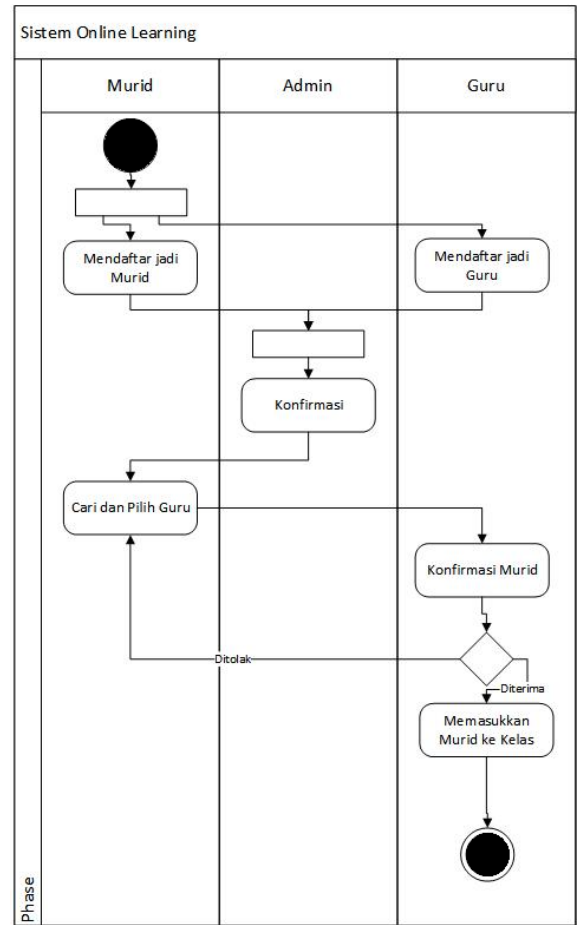 Sistem Online Learning
Murid
Admin
Guru
Mendaftar jadi
Murid
Mendaftar jadi
Guru
Konfirmasi
Cari dan Pilih Guru
Konfirmasi Murid
Ditolak
Diterima
Memasukkan
Murid ke Kelas
Phase